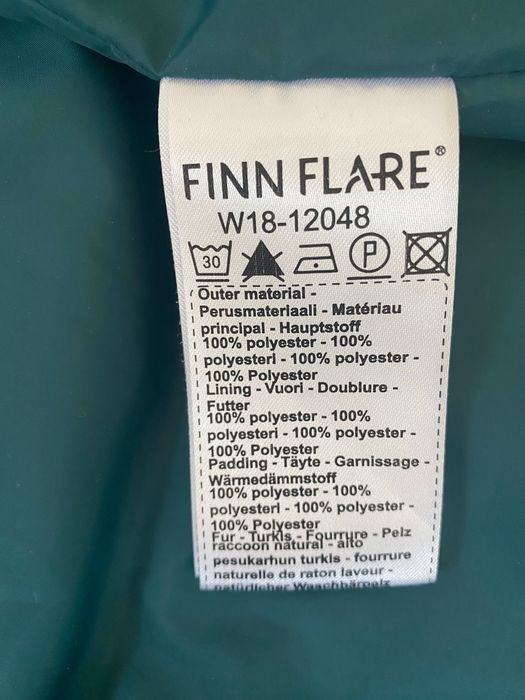 FINN FLARE®
W18-12048
30 P
Outer material -
Perusmateriaali - Matériau
principal - Hauptstoff
100% polyester - 100%
polyesteri - 100% polyester -
100% Polyester
Lining - Vuori - Doublure -
Futter
100% polyester - 100%
polyesteri - 100% polyester -
100% Polyester
Padding - Täyte - Garnissage -
Wärmedämmstoff
100% polyester - 100%
polyesteri - 100% polyester -
100% Polyester
Fur - Turkis - Fourrure - Pelz
raccoon natural - aito
pesukarhun turkis - fourrure
naturelle de raton laveur -
natürlicher Waschbärpelz